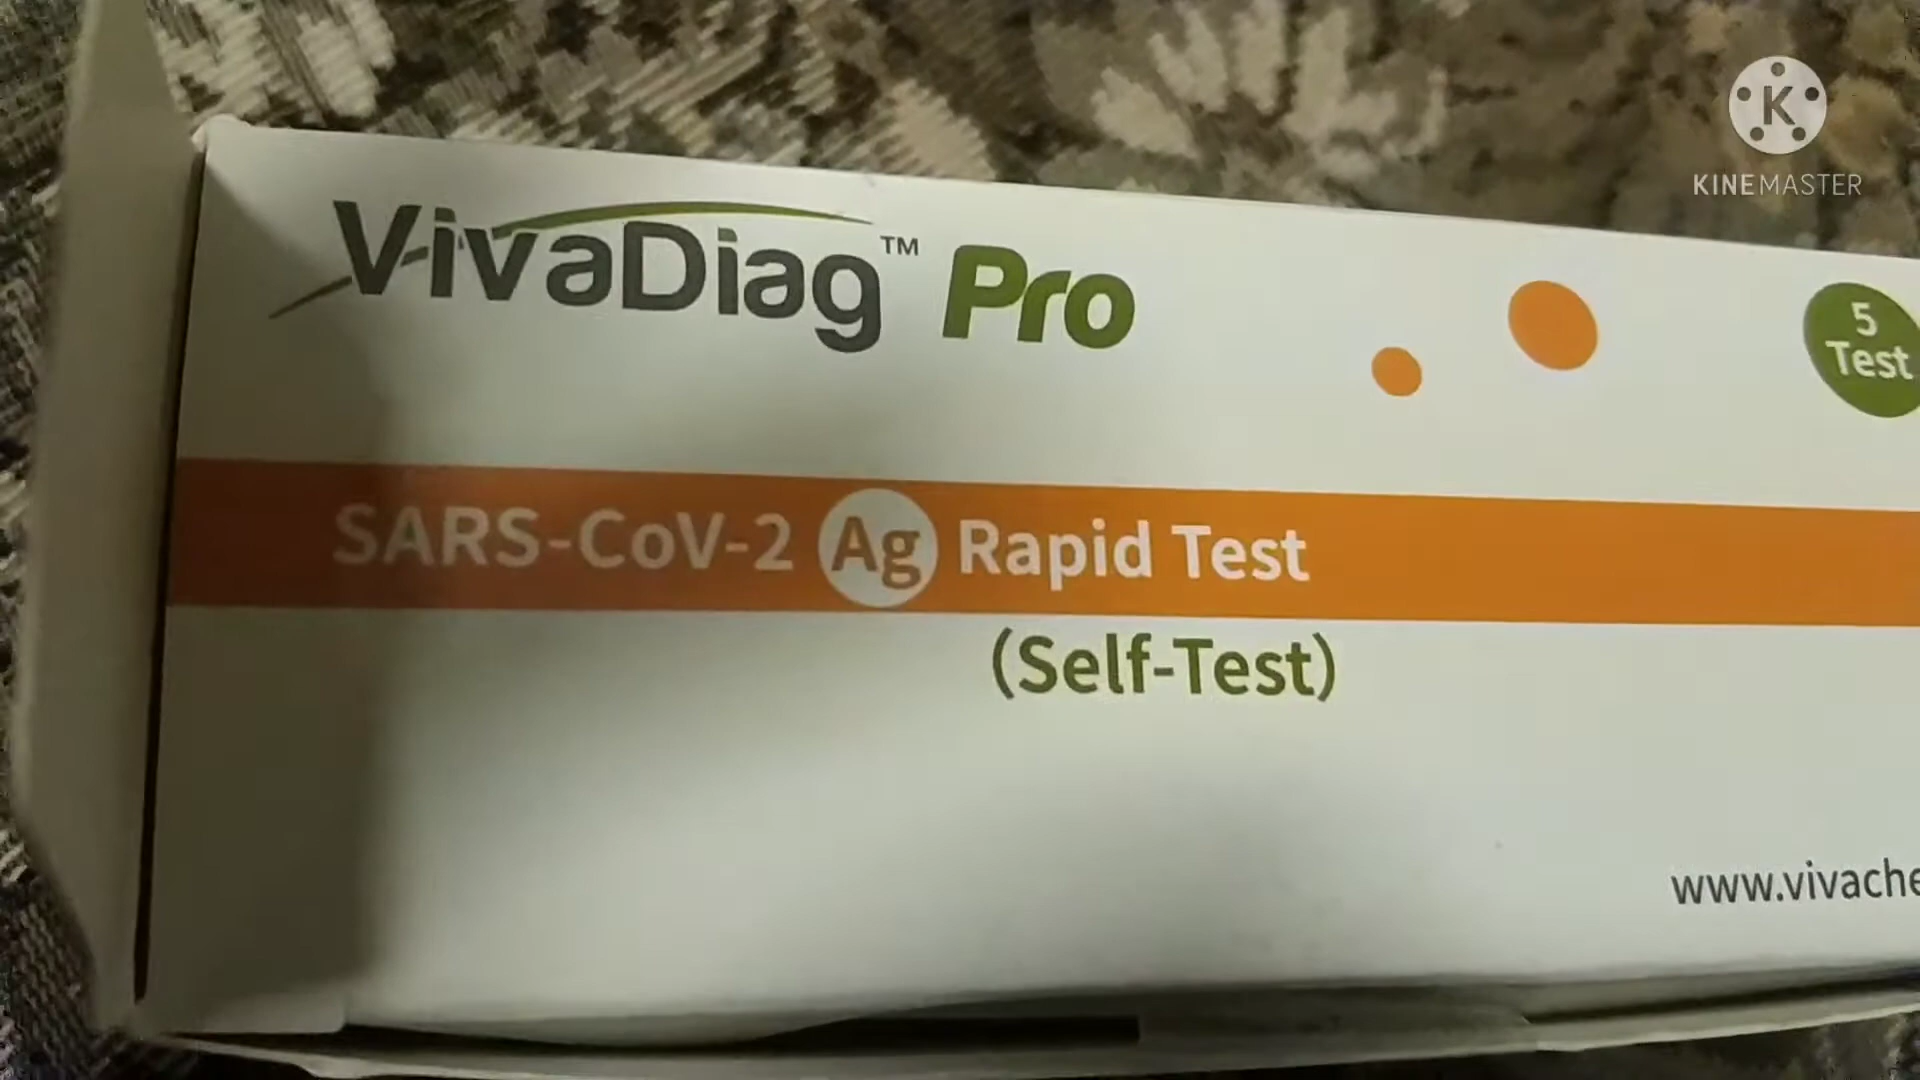 K
KINEMASTER
VivaDiag™ Pro
5
Test
SARS-CoV-2 Ag Rapid Test
(Self-Test)
www.vivache